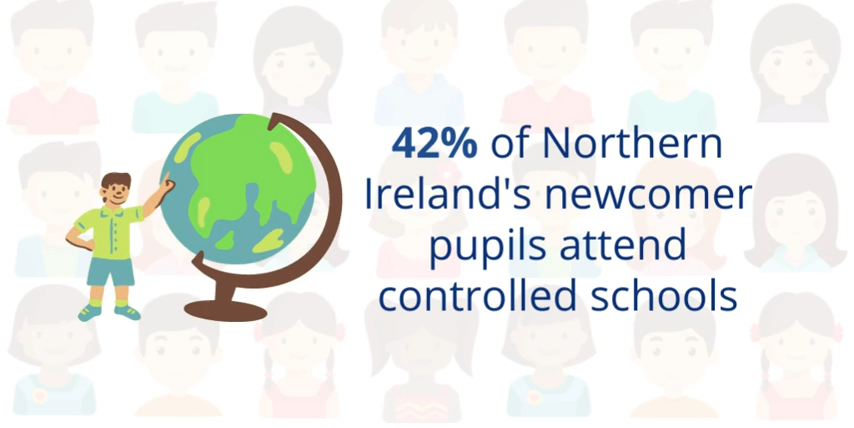 42% of Northern
Ireland's newcomer
pupils attend
controlled schools